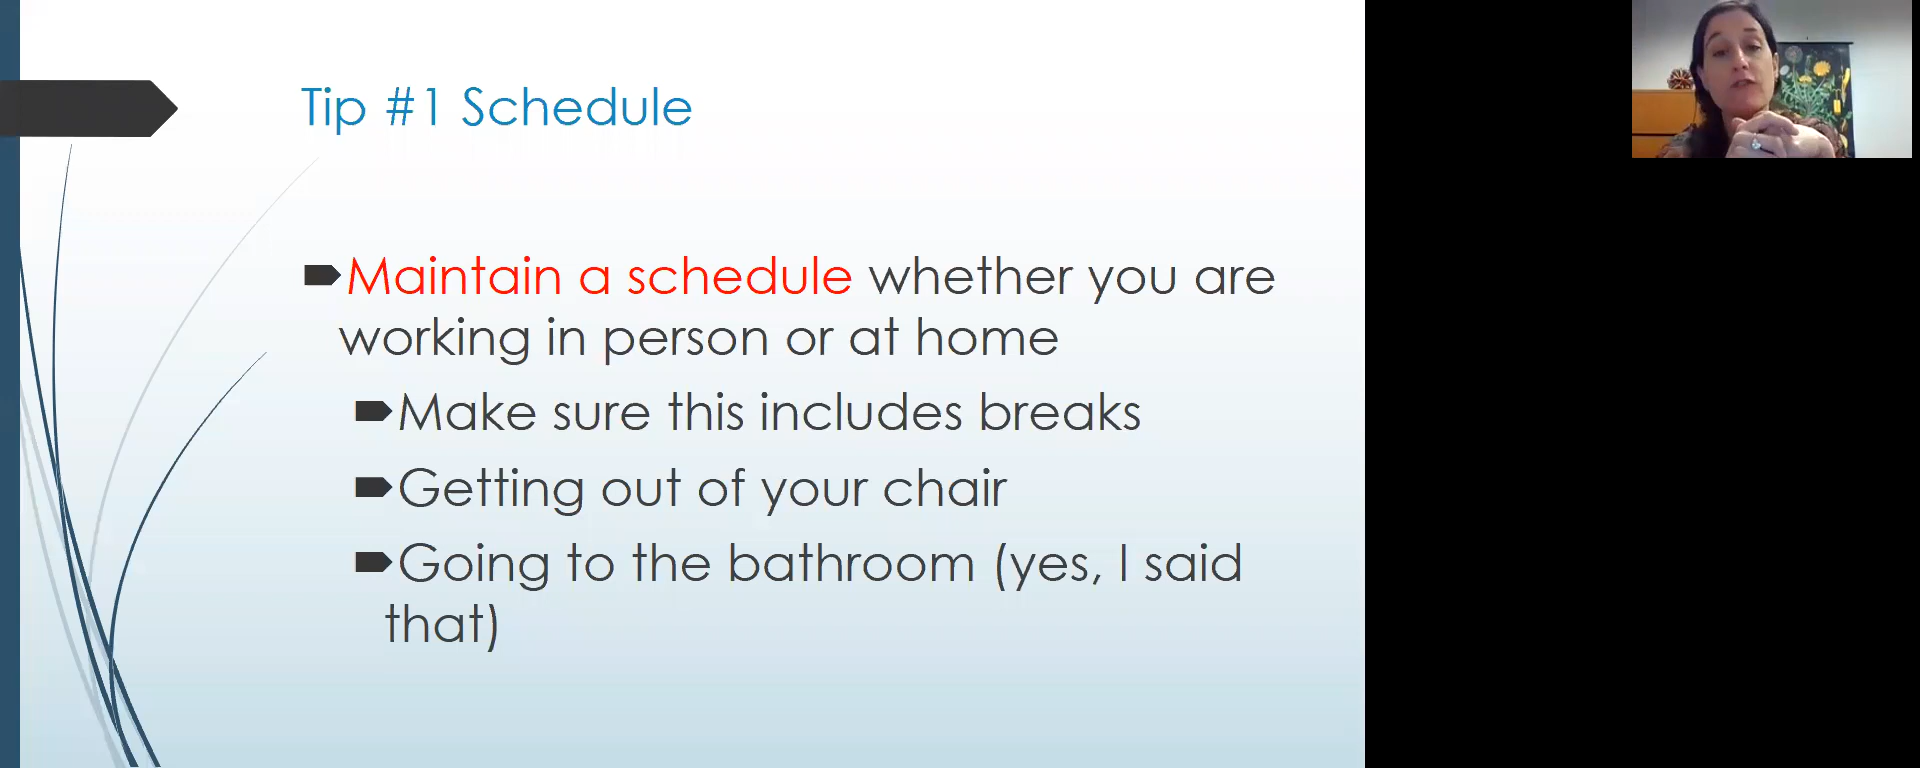 Tip #1 Schedule
Maintain a schedule whether you are
working in person or at home
Make sure this includes breaks
Getting out of your chair
Going to the bathroom (yes, I said
that)